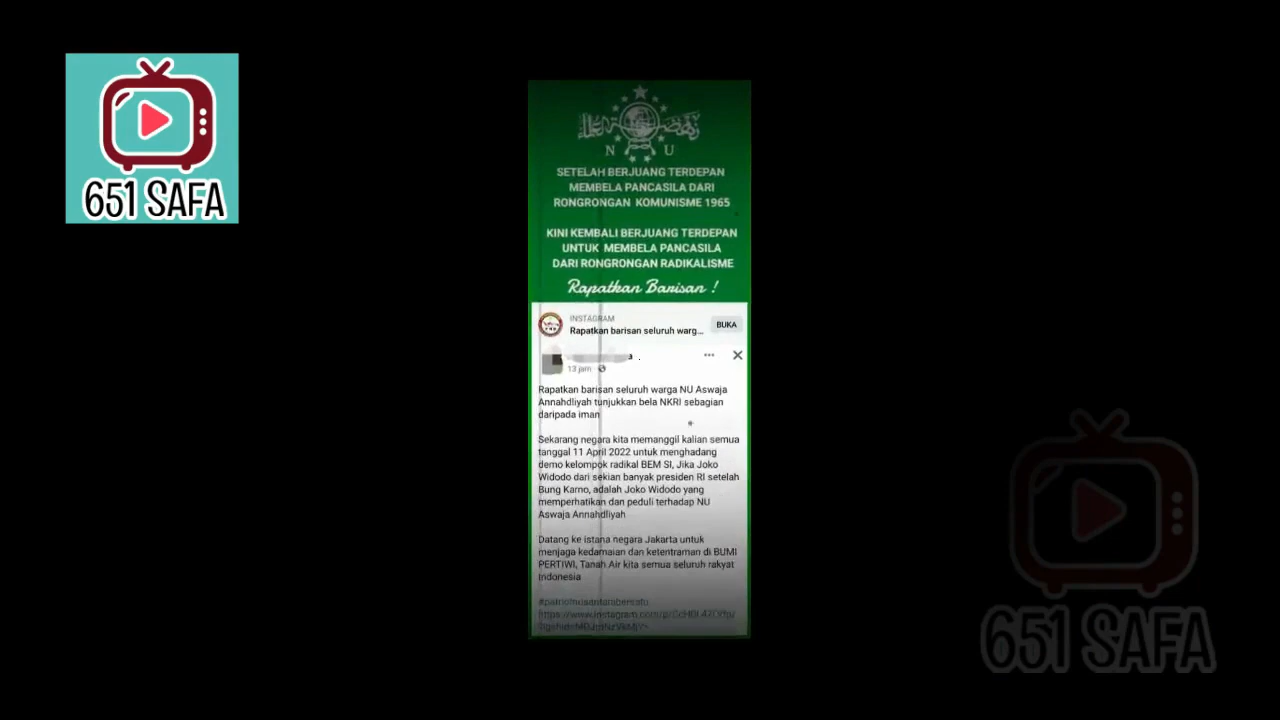 651 SAFA
N U
SETELAH BERJUANG TERDEPAN
MEMBELA PANCASILA DARI
RONGRONGAN KOMUNISME 1965
KINI KEMBALI BERJUANG TERDEPAN
UNTUK MEMBELA PANCASILA
DARI RONGRONGAN RADIKALISME
Rapatkan Barisan !
INSTAGRAM
Rapatkan barisan seluruh warg...
BUKA
13 jam
Rapatkan barisan seluruh warga NU Aswaja
Annahdliyah tunjukkan bela NKRI sebagian
daripada iman
*
Sekarang negara kita memanggil kalian semua
tanggal 11 April 2022 untuk menghadang
demo kelompok radikal BEM SI, Jika Joko
Widodo dari sekian banyak presiden RI setelah
Bung Karno, adalah Joko Widodo yang
memperhatikan dan peduli terhadap NU
Aswaja Annahdliyah
Datang ke istana negara Jakarta untuk
menjaga kedamaian dan ketentraman di BUMI
PERTIWI, Tanah Air kita semua seluruh rakyat
Indonesia
#patriotnusantarabersatu
651 SAFA